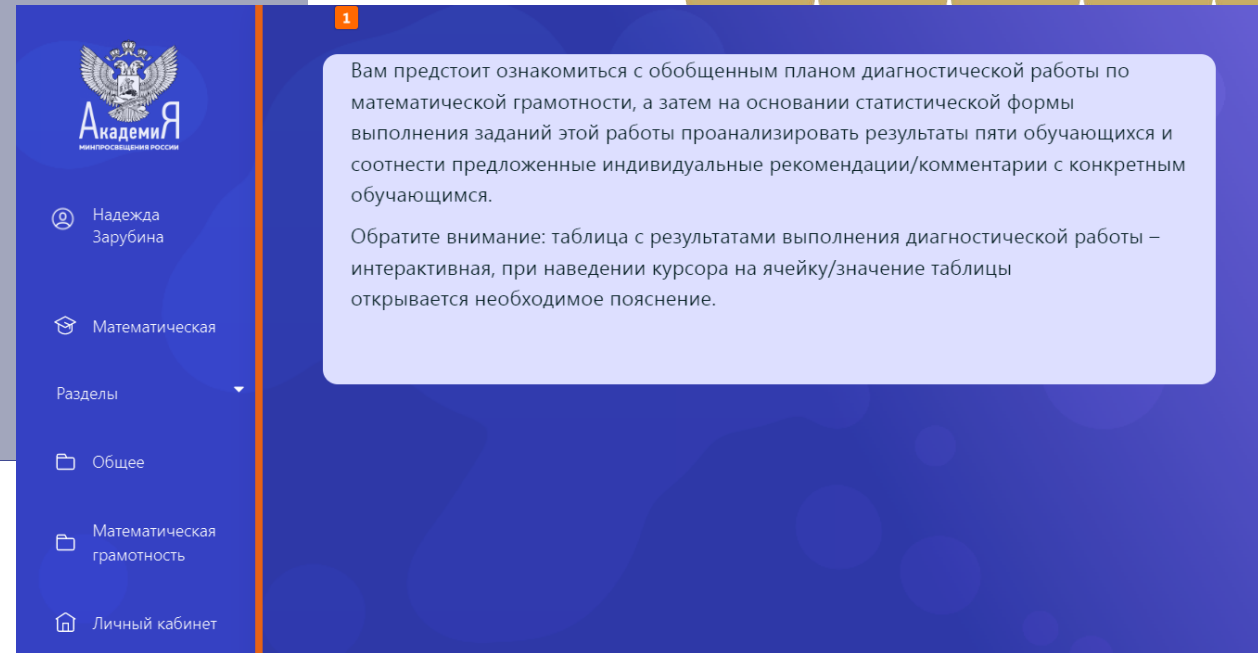 1
Вам предстоит ознакомиться с обобщенным планом диагностической работы по
математической грамотности, а затем на основании статистической формы
выполнения заданий этой работы проанализировать результаты пяти обучающихся и
соотнести предложенные индивидуальные рекомендации/комментарии с конкретным
обучающимся.
Обратите внимание: таблица с результатами выполнения диагностической работы –
интерактивная, при наведении курсора на ячейку/значение таблицы
открывается необходимое пояснение.
АкадемиЯ
МИНПРОСВЕЩЕНИЯ РОССИИ
Надежда
Зарубина
Математическая
Разделы
Общее
Математическая
грамотность
Личный кабинет